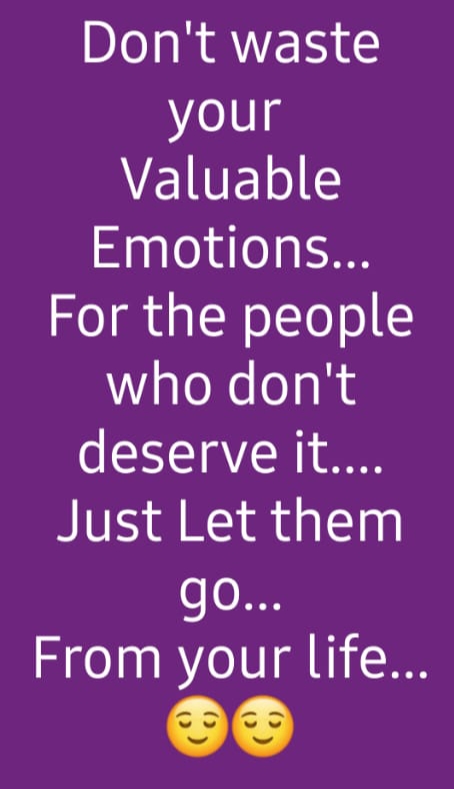 Don't waste
your
Valuable
Emotions...
For the people
who don't
deserve it....
Just Let them
go...
From your life...
😌😌